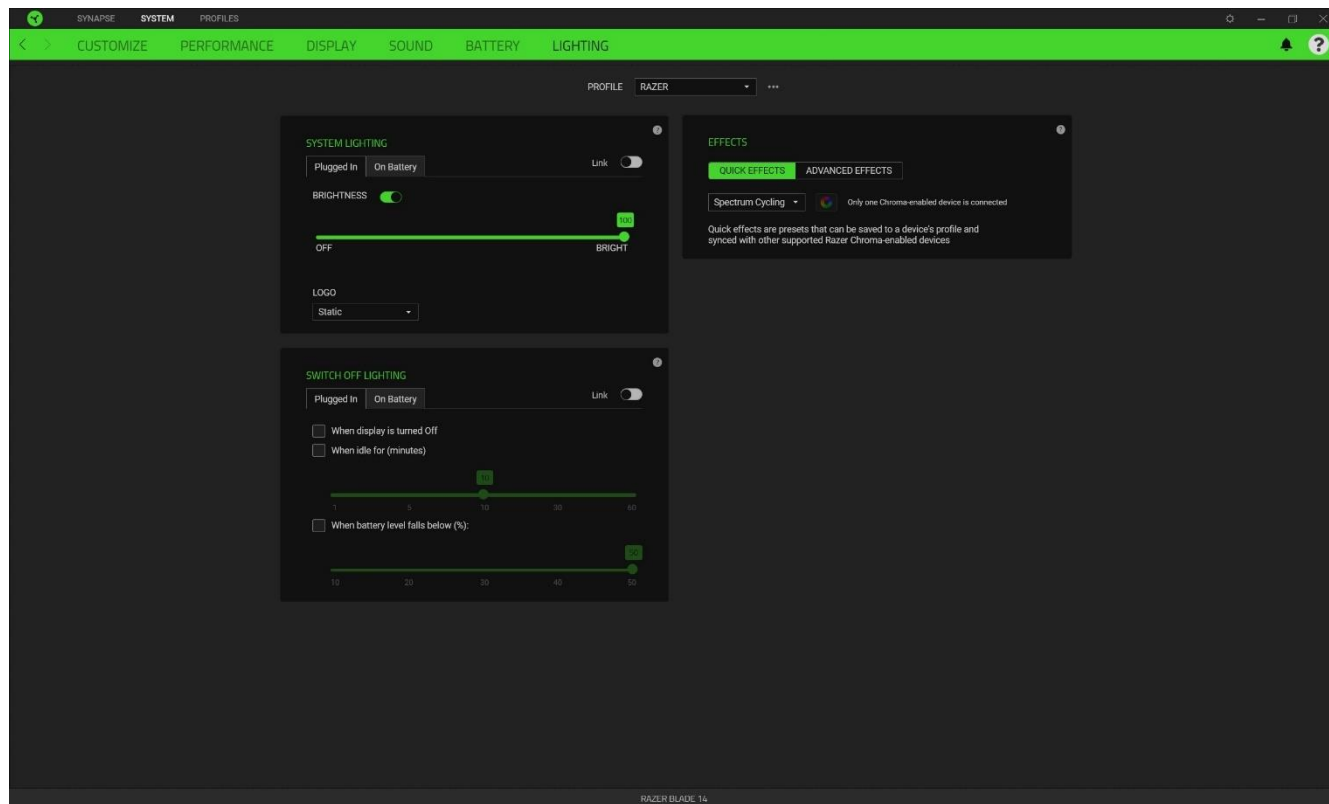 SYNAPSE SYSTEM PROFILES
CUSTOMIZE PERFORMANCE DISPLAY SOUND BATTERY LIGHTING
?
PROFILE RAZER
SYSTEM LIGHTING
Plugged In On Battery Link
BRIGHTNESS
100
OFF BRIGHT
LOGO
Static
EFFECTS
QUICK EFFECTS ADVANCED EFFECTS
Spectrum Cycling Only one Chroma-enabled device is connected
Quick effects are presets that can be saved to a device's profile and
synced with other supported Razer Chroma-enabled devices
SWITCH OFF LIGHTING
Plugged In On Battery Link
When display is turned Off
When idle for (minutes)
10
1 5 10 30 60
When battery level falls below (%):
50
10 20 30 40 50
RAZER BLADE 14